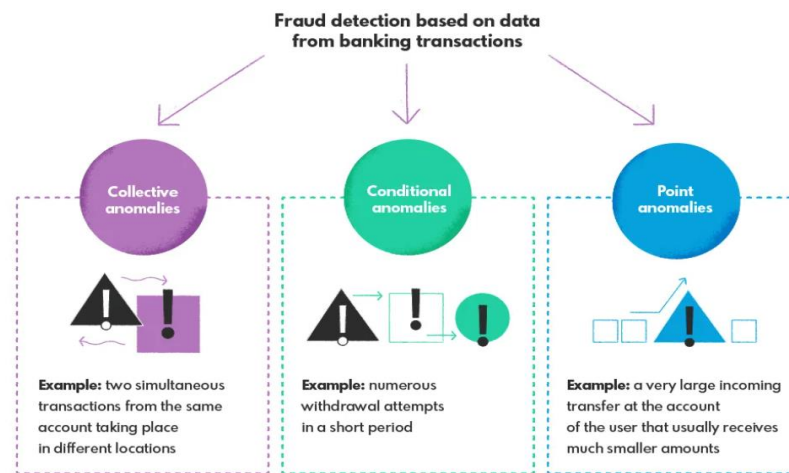 Fraud detection based on data
from banking transactions
Collective
anomalies
Conditional
anomalies
Point
anomalies
Example: two simultaneous
transactions from the same
account taking place
in different locations
Example: numerous
withdrawal attempts
in a short period
Example: a very large incoming
transfer at the account
of the user that usually receives
much smaller amounts